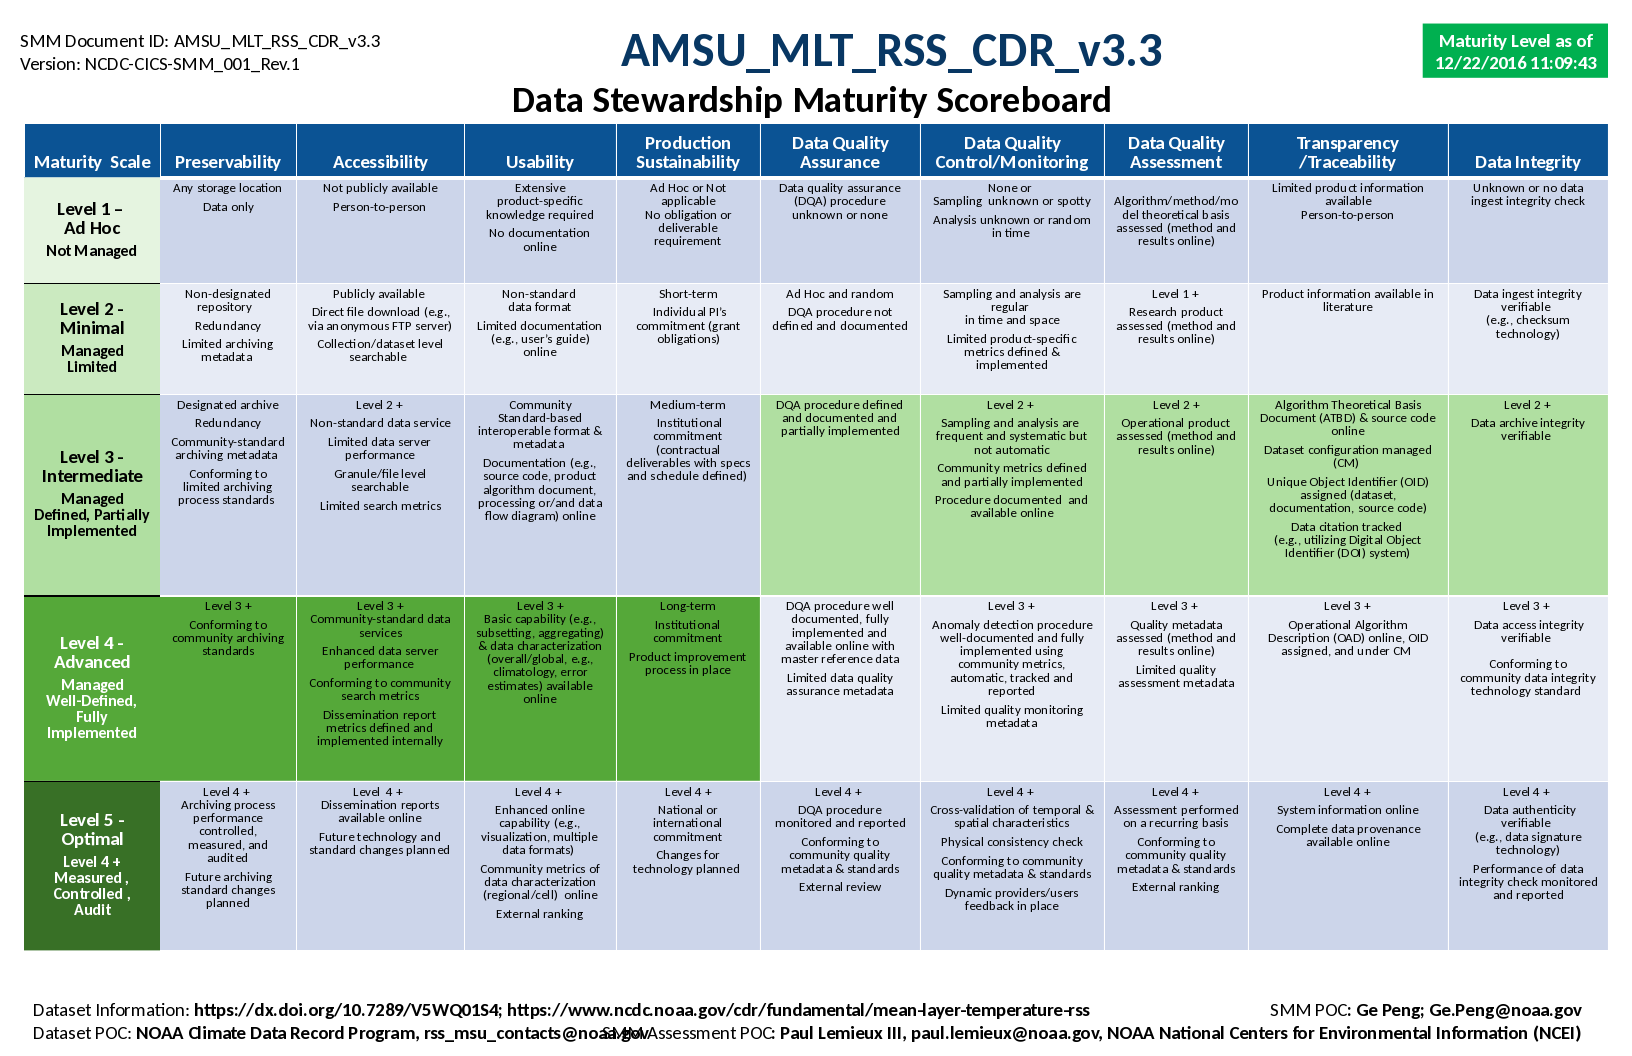 SMM Document ID: AMSU_MLT_RSS_CDR_v3.3
Version: NCDC-CICS-SMM_001_Rev.1
AMSU_MLT_RSS_CDR_v3.3
Maturity Level as of
12/22/2016 11:09:43
Data Stewardship Maturity Scoreboard
Maturity Scale
Preservability
Accessibility
Usability
Production
Sustainability
Data Quality
Assurance
Data Quality
Control/Monitoring
Data Quality
Assessment
Transparency
/Traceability
Data Integrity
Level 1 –
Ad Hoc
Not Managed
Any storage location
Data only
Not publicly available
Person-to-person
Extensive
product-specific
knowledge required
No documentation
online
Ad Hoc or Not
applicable
No obligation or
deliverable
requirement
Data quality assurance
(DQA) procedure
unknown or none
None or
Sampling unknown or spotty
Analysis unknown or random
in time
Algorithm/method/mo
del theoretical basis
assessed (method and
results online)
Limited product information
available
Person-to-person
Unknown or no data
ingest integrity check
Level 2 -
Minimal
Managed
Limited
Non-designated
repository
Redundancy
Limited archiving
metadata
Publicly available
Direct file download (e.g.,
via anonymous FTP server)
Collection/dataset level
searchable
Non-standard
data format
Limited documentation
(e.g., user's guide)
online
Short-term
Individual PI's
commitment (grant
obligations)
Ad Hoc and random
DQA procedure not
defined and documented
Sampling and analysis are
regular
in time and space
Limited product-specific
metrics defined &
implemented
Level 1 +
Research product
assessed (method and
results online)
Product information available in
literature
Data ingest integrity
verifiable
(e.g., checksum
technology)
Level 3 -
Intermediate
Managed
Defined, Partially
Implemented
Designated archive
Redundancy
Community-standard
archiving metadata
Conforming to
limited archiving
process standards
Level 2 +
Non-standard data service
Limited data server
performance
Granule/file level
searchable
Limited search metrics
Community
Standard-based
interoperable format &
metadata
Documentation (e.g.,
source code, product
algorithm document,
processing or/and data
flow diagram) online
Medium-term
Institutional
commitment
(contractual
deliverables with specs
and schedule defined)
DQA procedure defined
and documented and
partially implemented
Level 2 +
Sampling and analysis are
frequent and systematic but
not automatic
Community metrics defined
and partially implemented
Procedure documented and
available online
Level 2 +
Operational product
assessed (method and
results online)
Algorithm Theoretical Basis
Document (ATBD) & source code
online
Dataset configuration managed
(CM)
Unique Object Identifier (OID)
assigned (dataset,
documentation, source code)
Data citation tracked
(e.g., utilizing Digital Object
Identifier (DOI) system)
Level 2 +
Data archive integrity
verifiable
Level 4 -
Advanced
Managed
Well-Defined,
Fully
Implemented
Level 3 +
Conforming to
community archiving
standards
Level 3 +
Community-standard data
services
Enhanced data server
performance
Conforming to community
search metrics
Dissemination report
metrics defined and
implemented internally
Level 3 +
Basic capability (e.g.,
subsetting, aggregating)
& data characterization
(overall/global, e.g.,
climatology, error
estimates) available
online
Long-term
Institutional
commitment
Product improvement
process in place
DQA procedure well
documented, fully
implemented and
available online with
master reference data
Limited data quality
assurance metadata
Level 3 +
Anomaly detection procedure
well-documented and fully
implemented using
community metrics,
automatic, tracked and
reported
Limited quality monitoring
metadata
Level 3 +
Quality metadata
assessed (method and
results online)
Limited quality
assessment metadata
Level 3 +
Operational Algorithm
Description (OAD) online, OID
assigned, and under CM
Level 3 +
Data access integrity
verifiable
Conforming to
community data integrity
technology standard
Level 5 -
Optimal
Level 4 +
Measured ,
Controlled ,
Audit
Level 4 +
Archiving process
performance
controlled,
measured, and
audited
Future archiving
standard changes
planned
Level 4 +
Dissemination reports
available online
Future technology and
standard changes planned
Level 4 +
Enhanced online
capability (e.g.,
visualization, multiple
data formats)
Community metrics of
data characterization
(regional/cell) online
External ranking
Level 4 +
National or
international
commitment
Changes for
technology planned
Level 4 +
DQA procedure
monitored and reported
Conforming to
community quality
metadata & standards
External review
Level 4 +
Cross-validation of temporal &
spatial characteristics
Physical consistency check
Conforming to community
quality metadata & standards
Dynamic providers/users
feedback in place
Level 4 +
Assessment performed
on a recurring basis
Conforming to
community quality
metadata & standards
External ranking
Level 4 +
System information online
Complete data provenance
available online
Level 4 +
Data authenticity
verifiable
(e.g., data signature
technology)
Performance of data
integrity check monitored
and reported
Dataset Information: https://dx.doi.org/10.7289/V5WQ01S4; https://www.ncdc.noaa.gov/cdr/fundamental/mean-layer-temperature-rss
SMM POC: Ge Peng; Ge.Peng@noaa.gov
Dataset POC: NOAA Climate Data Record Program, rss_msu_contacts@noaa.gov
SMM Assessment POC: Paul Lemieux III, paul.lemieux@noaa.gov, NOAA National Centers for Environmental Information (NCEI)